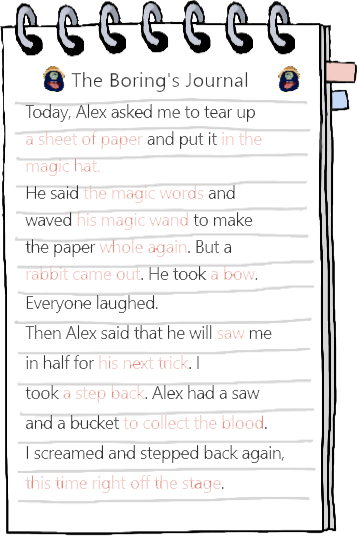 The Boring's Journal
Today, Alex asked me to tear up
a sheet of paper and put it in the
magic hat.
He said the magic words and
waved his magic wand to make
the paper whole again. But a
rabbit came out. He took a bow.
Everyone laughed.
Then Alex said that he will saw me
in half for his next trick. I
took a step back. Alex had a saw
and a bucket to collect the blood.
I screamed and stepped back again,
this time right off the stage.